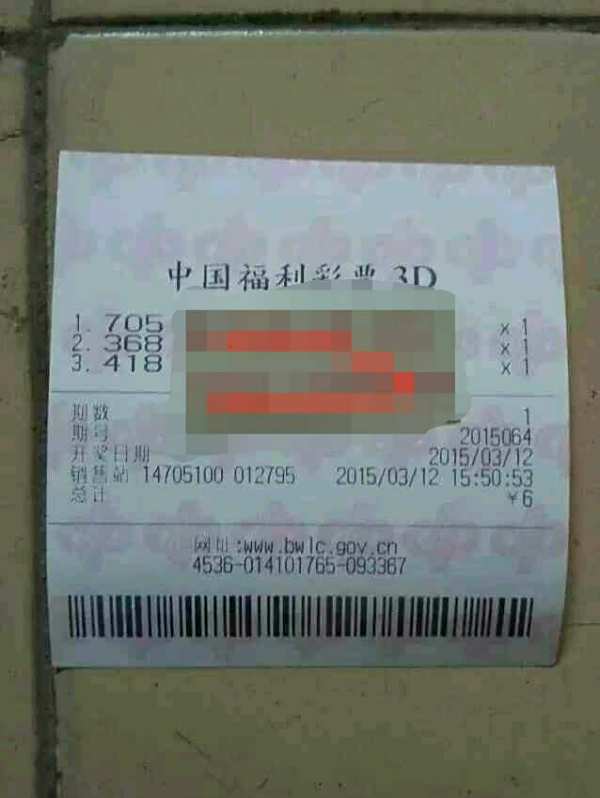 中国福利彩票 3D
1. 705 x 1
2. 368 x 1
3. 418 x 1
期数 1
期号 2015064
开奖日期 2015/03/12
销售站 14705100 012795 2015/03/12 15:50:53
总计 ¥6
网址:www.bwlc.gov.cn
4536-014101765-093367